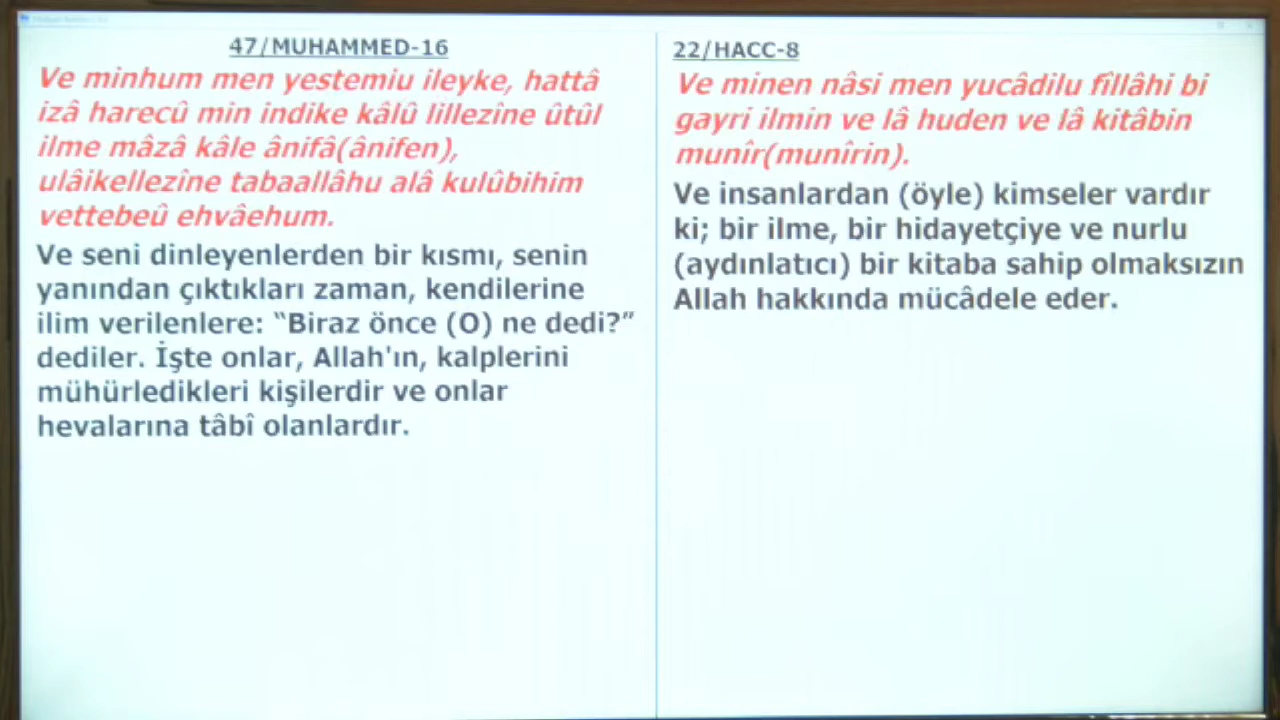 47/MUHAMMED-16
Ve minhum men yestemiu ileyke, hattâ
izâ harecû min indike kâlû lillezîne ûtûl
ilme mâzâ kâle ânifâ(ânifen),
ulâikellezîne tabaallâhu alâ kulûbihim
vettebeû ehvâehum.
Ve seni dinleyenlerden bir kısmı, senin
yanından çıktıkları zaman, kendilerine
ilim verilenlere: “Biraz önce (O) ne dedi?”
dediler. İşte onlar, Allah'ın, kalplerini
mühürledikleri kişilerdir ve onlar
hevalarına tâbî olanlardır.
22/HACC-8
Ve minen nâsi men yucâdilu fîllâhi bi
gayri ilmin ve lâ huden ve lâ kitâbin
munîr(munîrin).
Ve insanlardan (öyle) kimseler vardır
ki; bir ilme, bir hidayetçiye ve nurlu
(aydınlatıcı) bir kitaba sahip olmaksızın
Allah hakkında mücâdele eder.